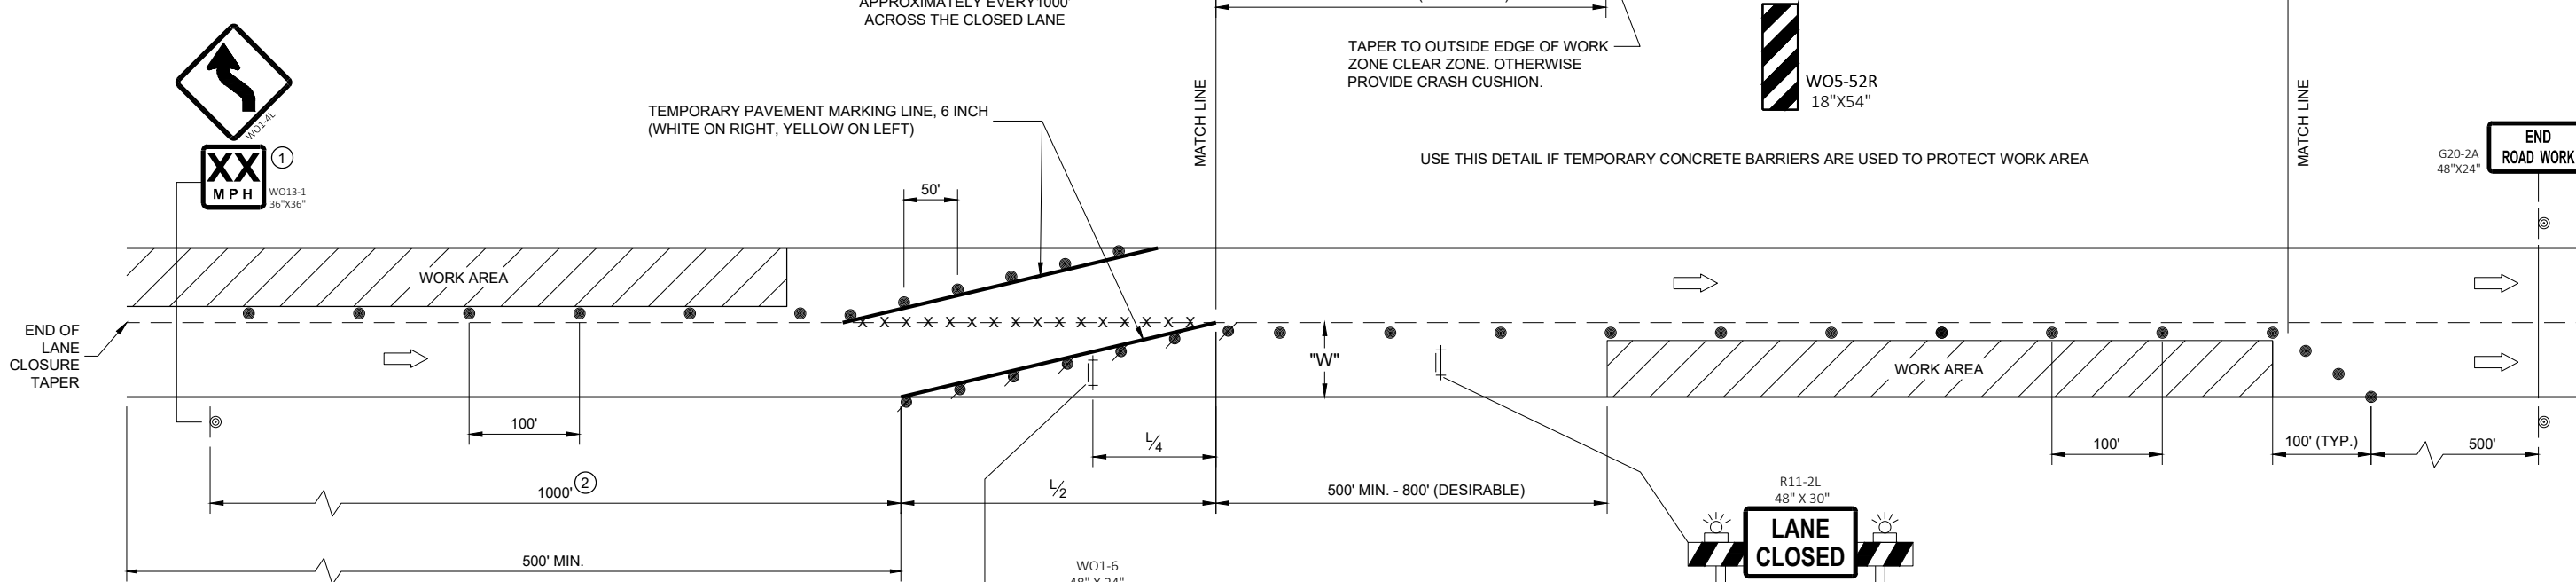 APPROXIMATELY EVERY1000'
ACROSS THE CLOSED LANE
TAPER TO OUTSIDE EDGE OF WORK
ZONE CLEAR ZONE. OTHERWISE
PROVIDE CRASH CUSHION.
WO5-52R
18"X54"
MATCH LINE
MATCH LINE
WO1-4L
XX
MPH
1
WO13-1
36"X36"
TEMPORARY PAVEMENT MARKING LINE, 6 INCH
(WHITE ON RIGHT, YELLOW ON LEFT)
USE THIS DETAIL IF TEMPORARY CONCRETE BARRIERS ARE USED TO PROTECT WORK AREA
G20-2A
48"X24"
END
ROAD WORK
50'
WORK AREA
END OF
LANE
CLOSURE
TAPER
X X X X X X X X X X X X X X X X
"W"
WORK AREA
100'
L/4
100'
100' (TYP.)
500'
1000'
2
L/2
500' MIN. - 800' (DESIRABLE)
R11-2L
48" X 30"
LANE
CLOSED
500' MIN.
WO1-6
48" X 24"